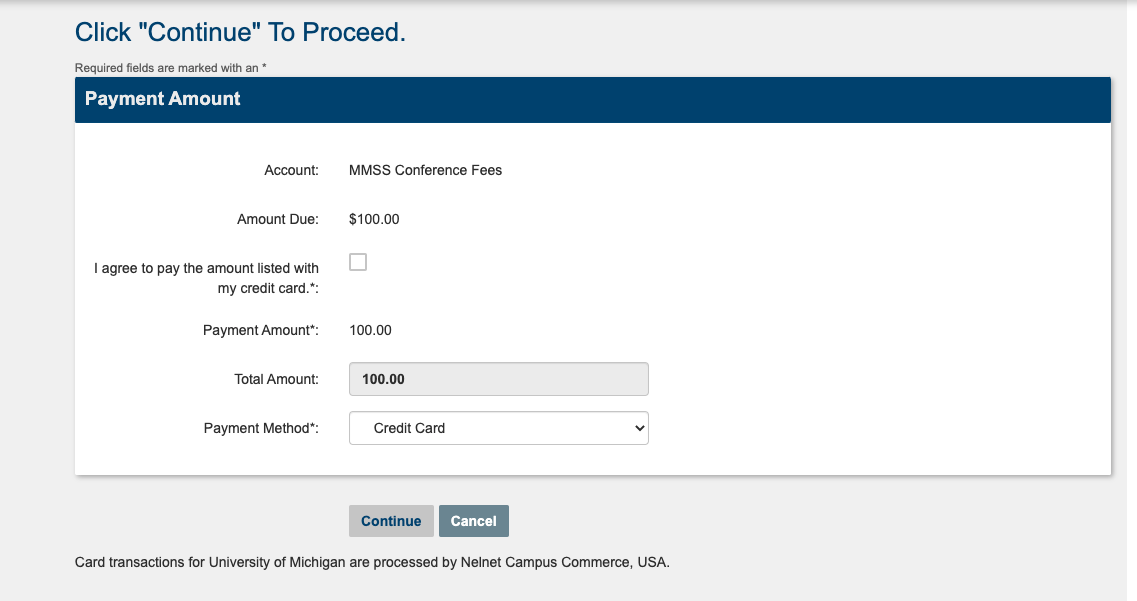 Click "Continue" To Proceed.
Required fields are marked with an *
Payment Amount
Account: MMSS Conference Fees
Amount Due: $100.00
I agree to pay the amount listed with
my credit card.*:
Payment Amount*: 100.00
Total Amount: 100.00
Payment Method*: Credit Card
Continue Cancel
Card transactions for University of Michigan are processed by Nelnet Campus Commerce, USA.